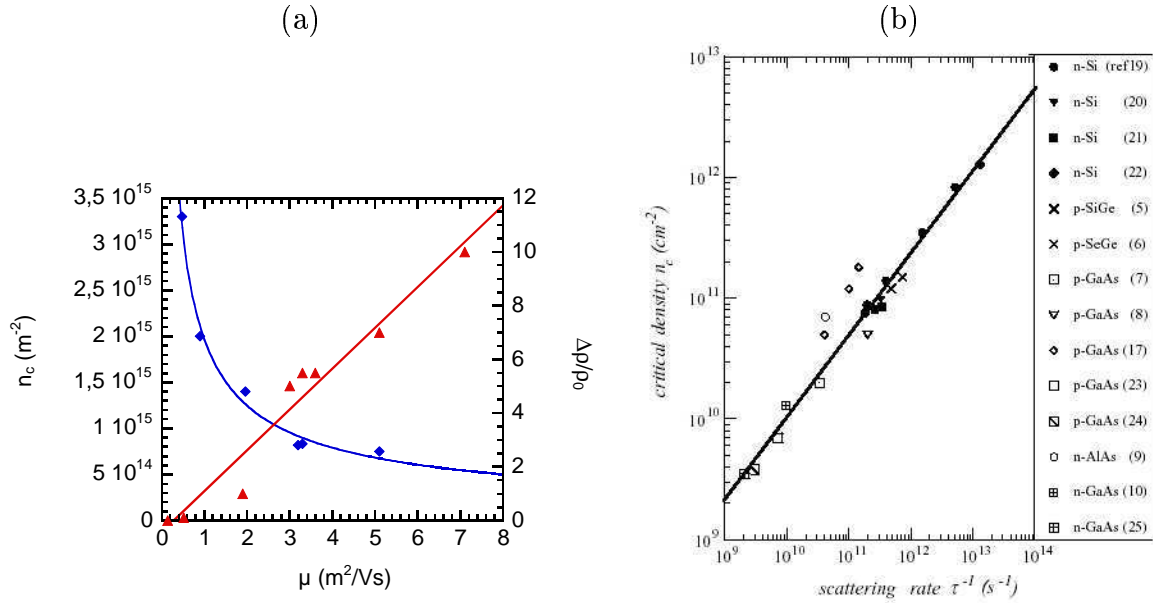 (a)
(b)
3,5 10^15
3 10^15
2,5 10^15
2 10^15
1,5 10^15
1 10^15
5 10^14
0
n_c (m^-2)
0 1 2 3 4 5 6 7 8
μ (m^2/Vs)
12
10
8
6
4
2
0
Δρ/ρ_0
10^13
10^12
10^11
10^10
10^9
critical density n_c (cm^-2)
10^9 10^10 10^11 10^12 10^13 10^14
scattering rate τ^-1 (s^-1)
n-Si (ref19)
n-Si (20)
n-Si (21)
n-Si (22)
p-SiGe (5)
p-SeGe (6)
p-GaAs (7)
p-GaAs (8)
p-GaAs (17)
p-GaAs (23)
p-GaAs (24)
n-AlAs (9)
n-GaAs (10)
n-GaAs (25)